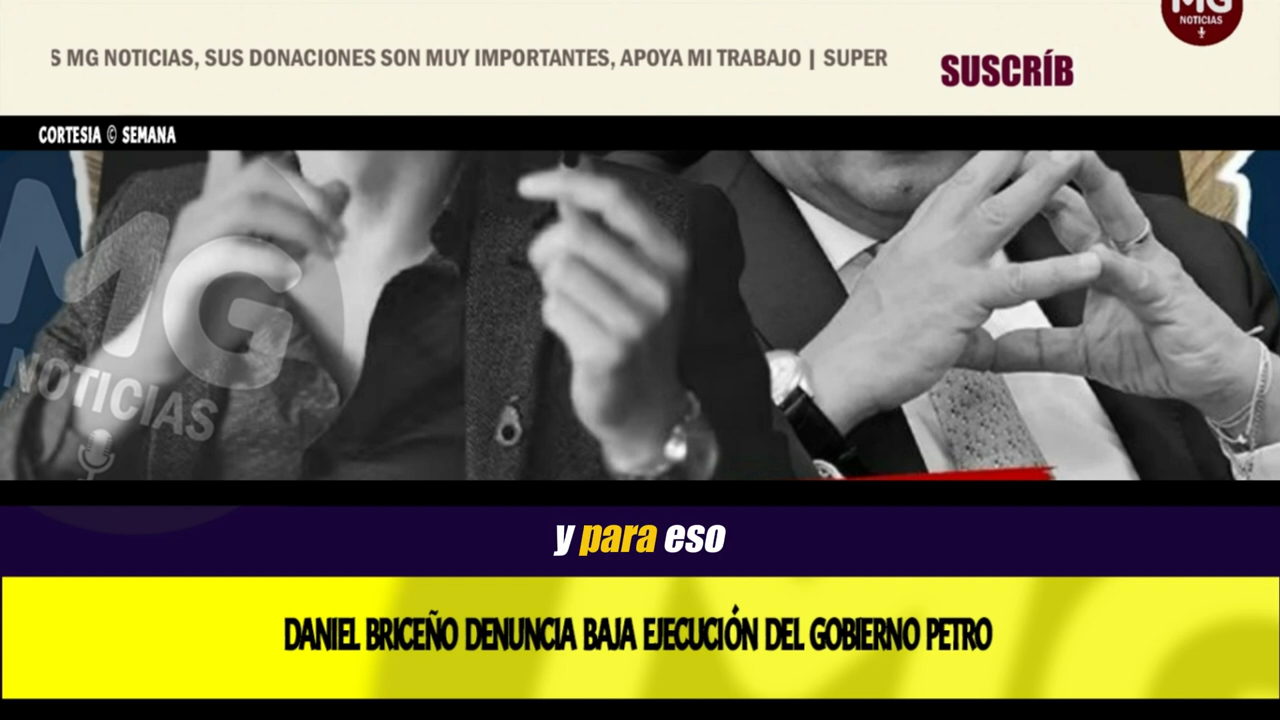 MG
NOTICIAS
S MG NOTICIAS, SUS DONACIONES SON MUY IMPORTANTES, APOYA MI TRABAJO | SUPER
SUSCRÍB
CORTESIA © SEMANA
MG
NOTICIAS
y para eso
DANIEL BRICEÑO DENUNCIA BAJA EJECUCIÓN DEL GOBIERNO PETRO